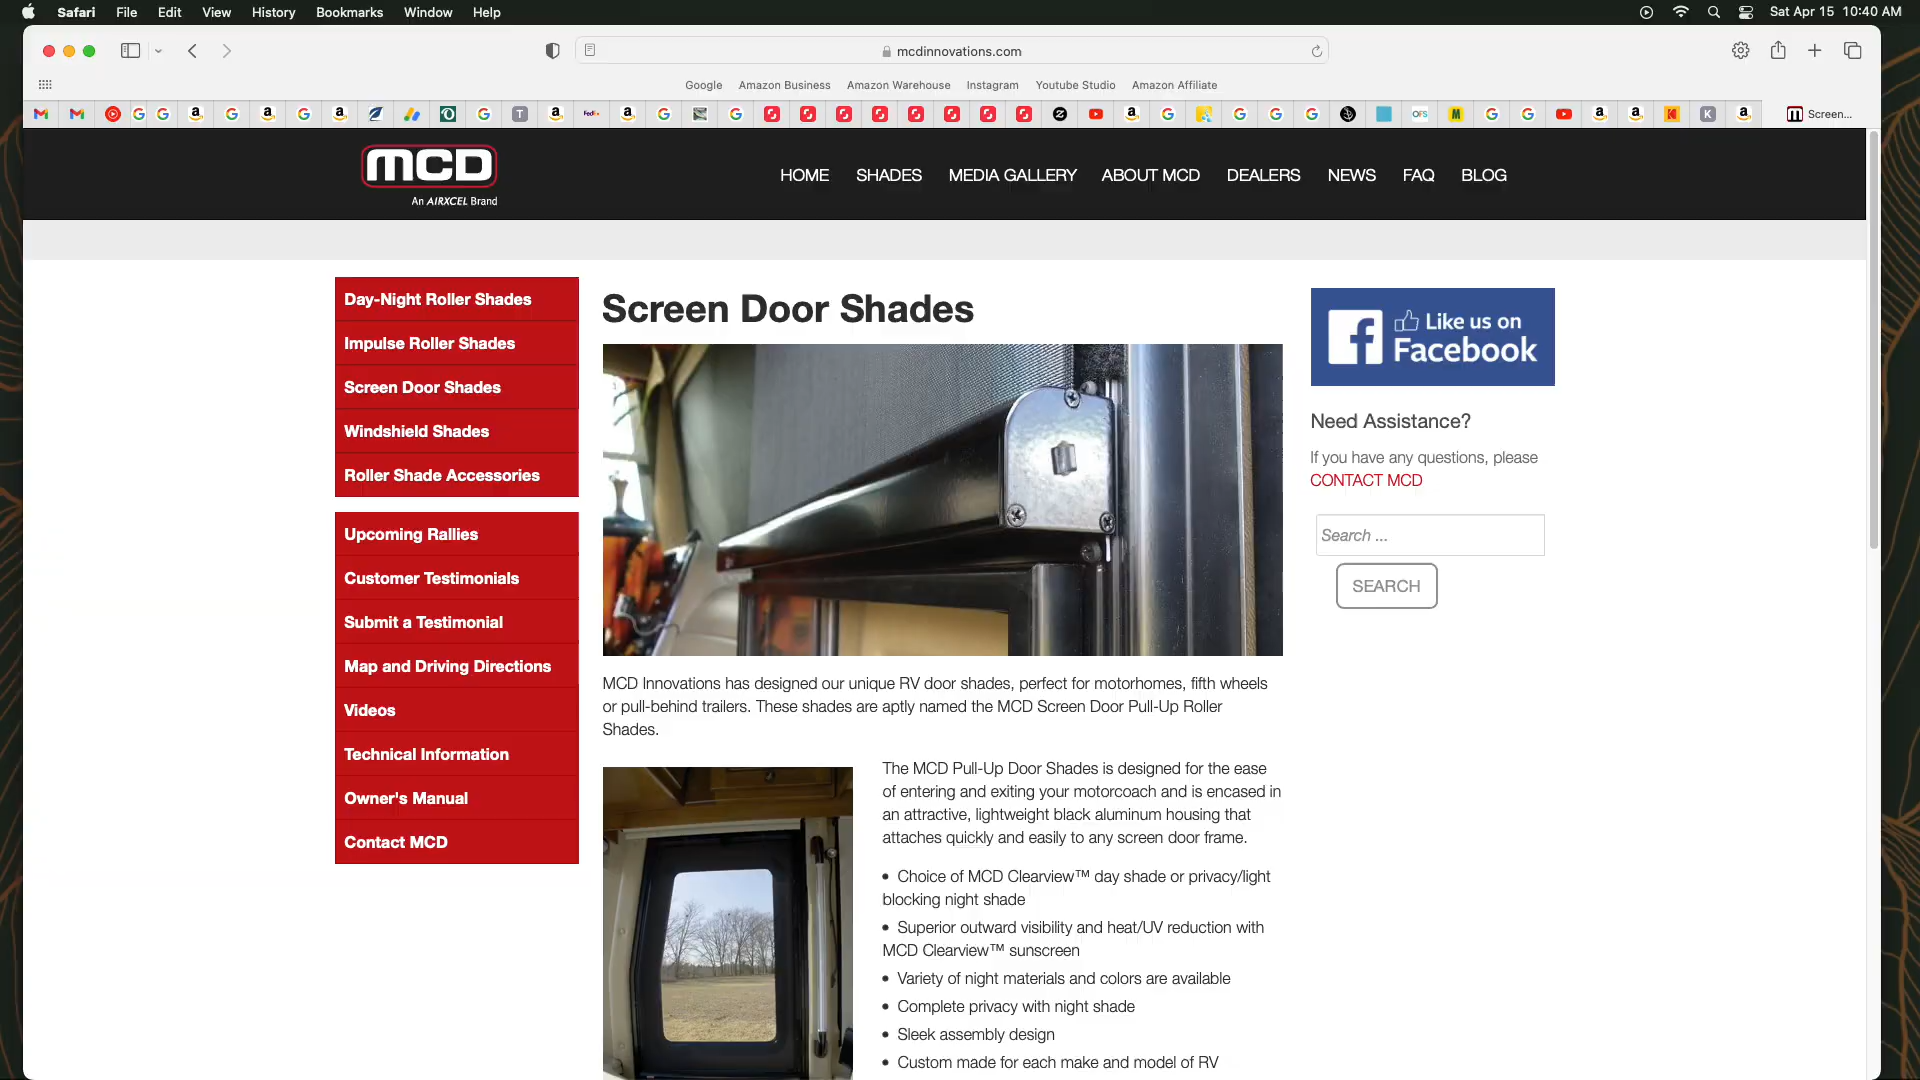 Safari File Edit View History Bookmarks Window Help
Sat Apr 15 10:40 AM
mcdinnovations.com
Google Amazon Business Amazon Warehouse Instagram Youtube Studio Amazon Affiliate
T FedEx OFS M K Screen...
MCD
An AIRXCEL Brand
HOME SHADES MEDIA GALLERY ABOUT MCD DEALERS NEWS FAQ BLOG
Day-Night Roller Shades
Impulse Roller Shades
Screen Door Shades
Windshield Shades
Roller Shade Accessories
Upcoming Rallies
Customer Testimonials
Submit a Testimonial
Map and Driving Directions
Videos
Technical Information
Owner's Manual
Contact MCD
Screen Door Shades
MCD Innovations has designed our unique RV door shades, perfect for motorhomes, fifth wheels
or pull-behind trailers. These shades are aptly named the MCD Screen Door Pull-Up Roller
Shades.
The MCD Pull-Up Door Shades is designed for the ease
of entering and exiting your motorcoach and is encased in
an attractive, lightweight black aluminum housing that
attaches quickly and easily to any screen door frame.
• Choice of MCD Clearview™ day shade or privacy/light
blocking night shade
• Superior outward visibility and heat/UV reduction with
MCD Clearview™ sunscreen
• Variety of night materials and colors are available
• Complete privacy with night shade
• Sleek assembly design
• Custom made for each make and model of RV
Like us on
Facebook
Need Assistance?
If you have any questions, please
CONTACT MCD
Search ...
SEARCH